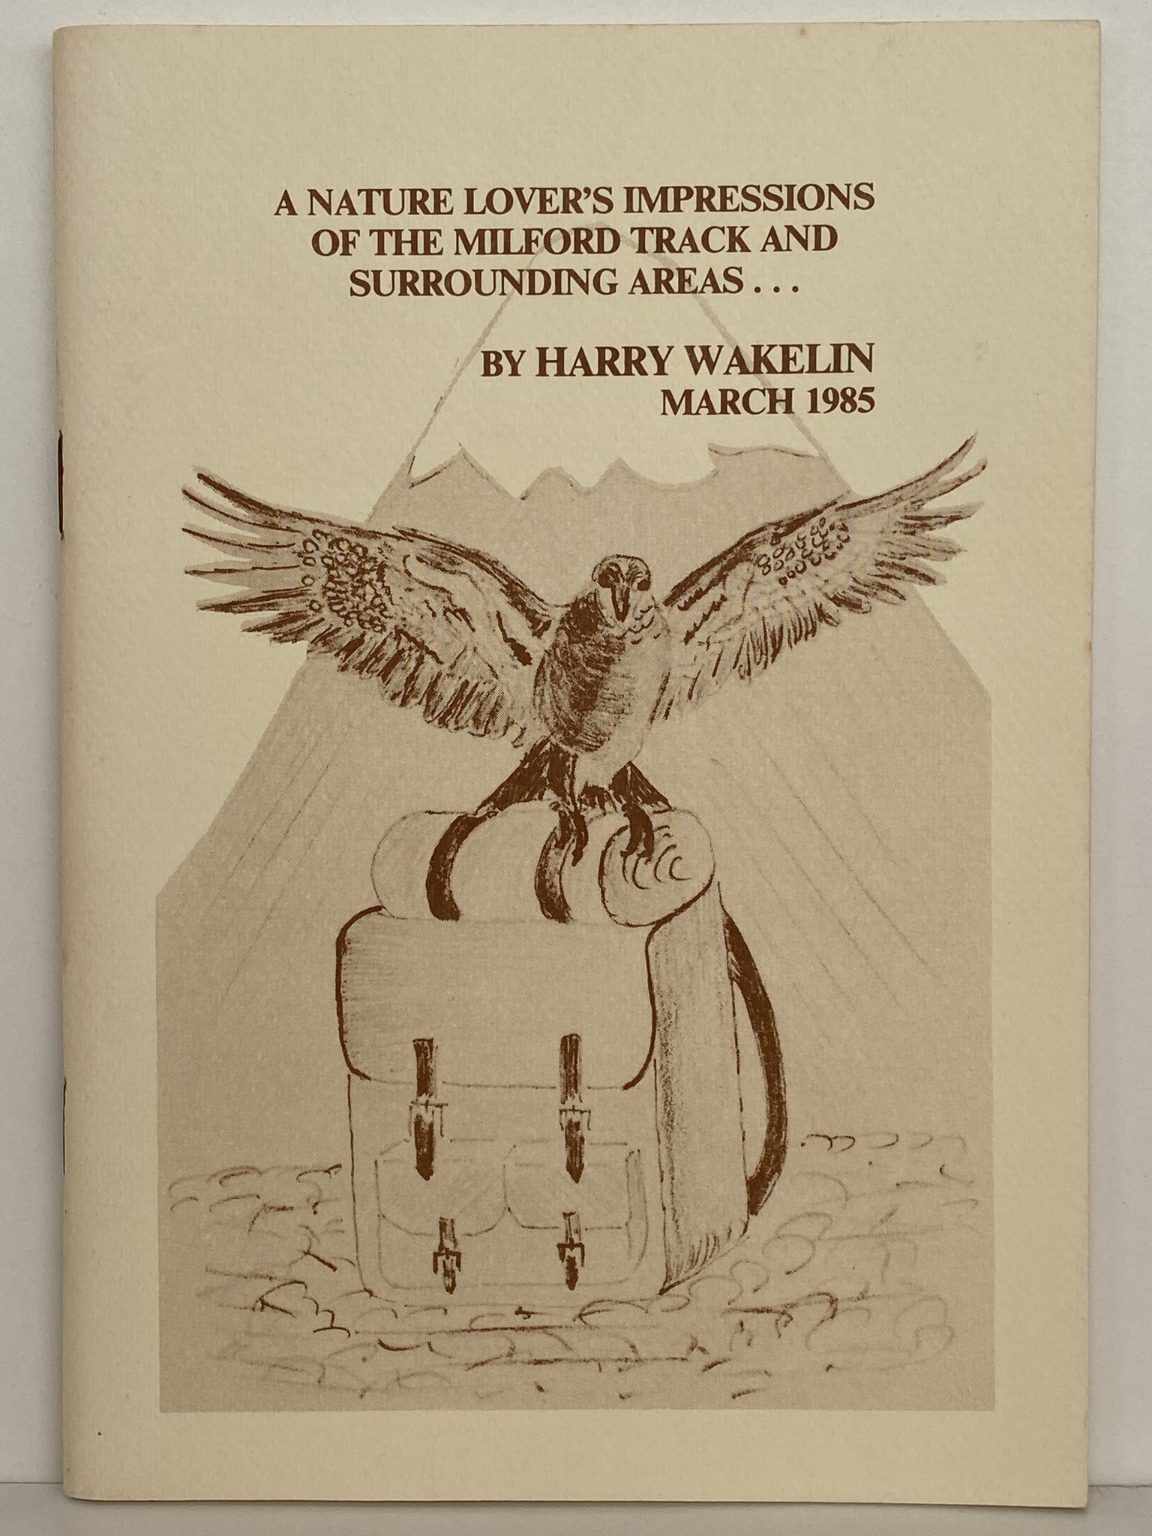 A NATURE LOVER'S IMPRESSIONS
OF THE MILFORD TRACK AND
SURROUNDING AREAS . . .
BY HARRY WAKELIN
MARCH 1985